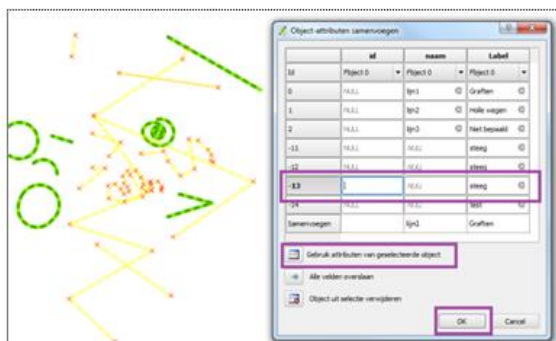 Object-attributen samenvoegen
id naam Label
Id Object 0 Object 0 Object 0
0 NULL lijn1 Graften
1 NULL lijn2 Holle wegen
2 NULL lijn3 Niet bepaald
-11 NULL NULL steeg
-12 NULL NULL steeg
-13 NULL steeg
-14 NULL NULL test
Samenvoegen lijn1 Graften
Gebruik attributen van geselecteerde object
Alle velden overslaan
Object uit selectie verwijderen
OK Cancel